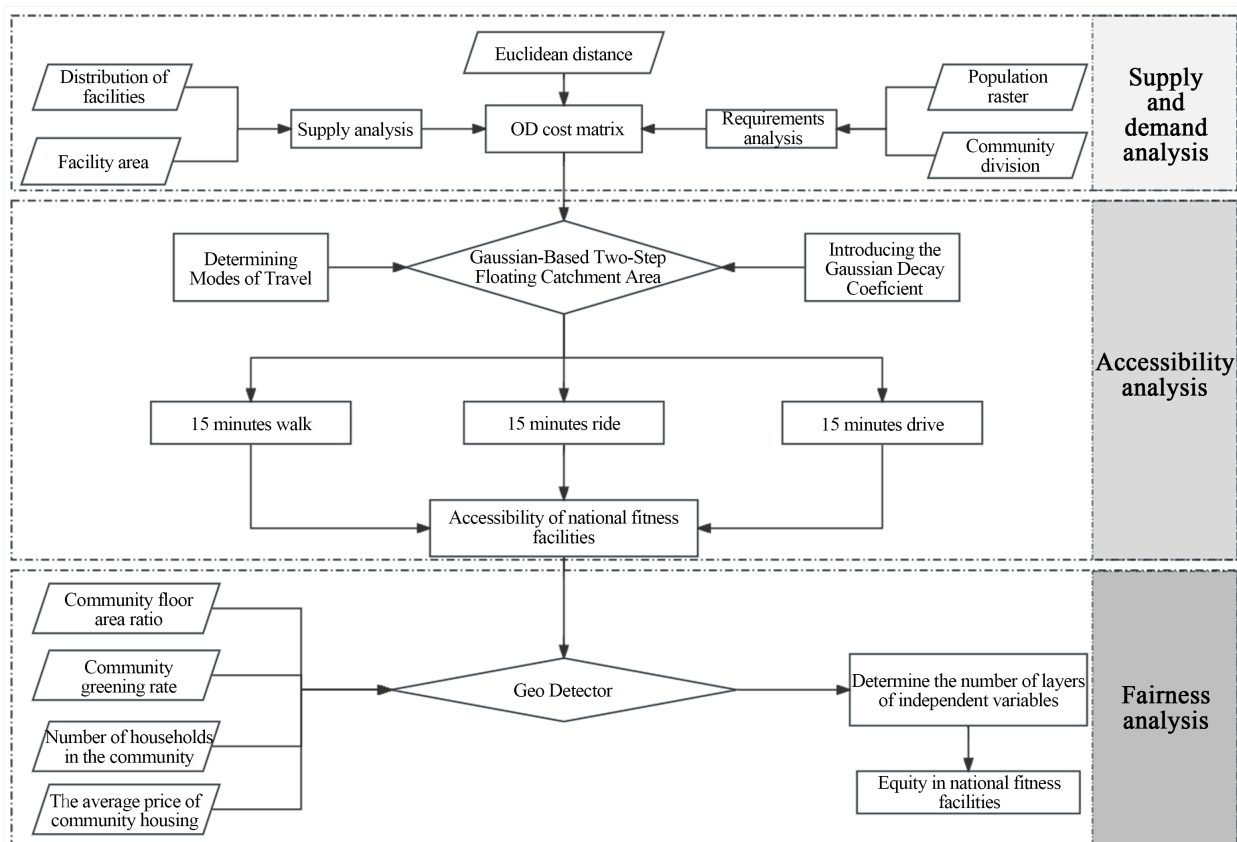 Euclidean distance
Distribution of
facilities
Facility area
Supply analysis
OD cost matrix
Requirements
analysis
Population
raster
Community
division
Supply
and
demand
analysis
Determining
Modes of Travel
Gaussian-Based Two-Step
Floating Catchment Area
Introducing the
Gaussian Decay
Coeficient
15 minutes walk
15 minutes ride
15 minutes drive
Accessibility of national fitness
facilities
Accessibility
analysis
Community floor
area ratio
Community
greening rate
Number of households
in the community
The average price of
community housing
Geo Detector
Determine the number of layers
of independent variables
Equity in national fitness
facilities
Fairness
analysis